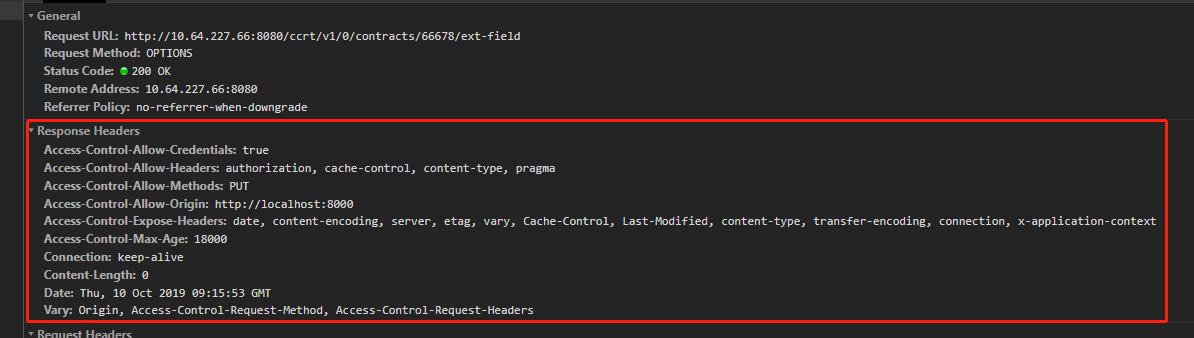 General
Request URL: http://10.64.227.66:8080/ccrt/v1/0/contracts/66678/ext-field
Request Method: OPTIONS
Status Code: 200 OK
Remote Address: 10.64.227.66:8080
Referrer Policy: no-referrer-when-downgrade
Response Headers
Access-Control-Allow-Credentials: true
Access-Control-Allow-Headers: authorization, cache-control, content-type, pragma
Access-Control-Allow-Methods: PUT
Access-Control-Allow-Origin: http://localhost:8000
Access-Control-Expose-Headers: date, content-encoding, server, etag, vary, Cache-Control, Last-Modified, content-type, transfer-encoding, connection, x-application-context
Access-Control-Max-Age: 18000
Connection: keep-alive
Content-Length: 0
Date: Thu, 10 Oct 2019 09:15:53 GMT
Vary: Origin, Access-Control-Request-Method, Access-Control-Request-Headers
Request Headers